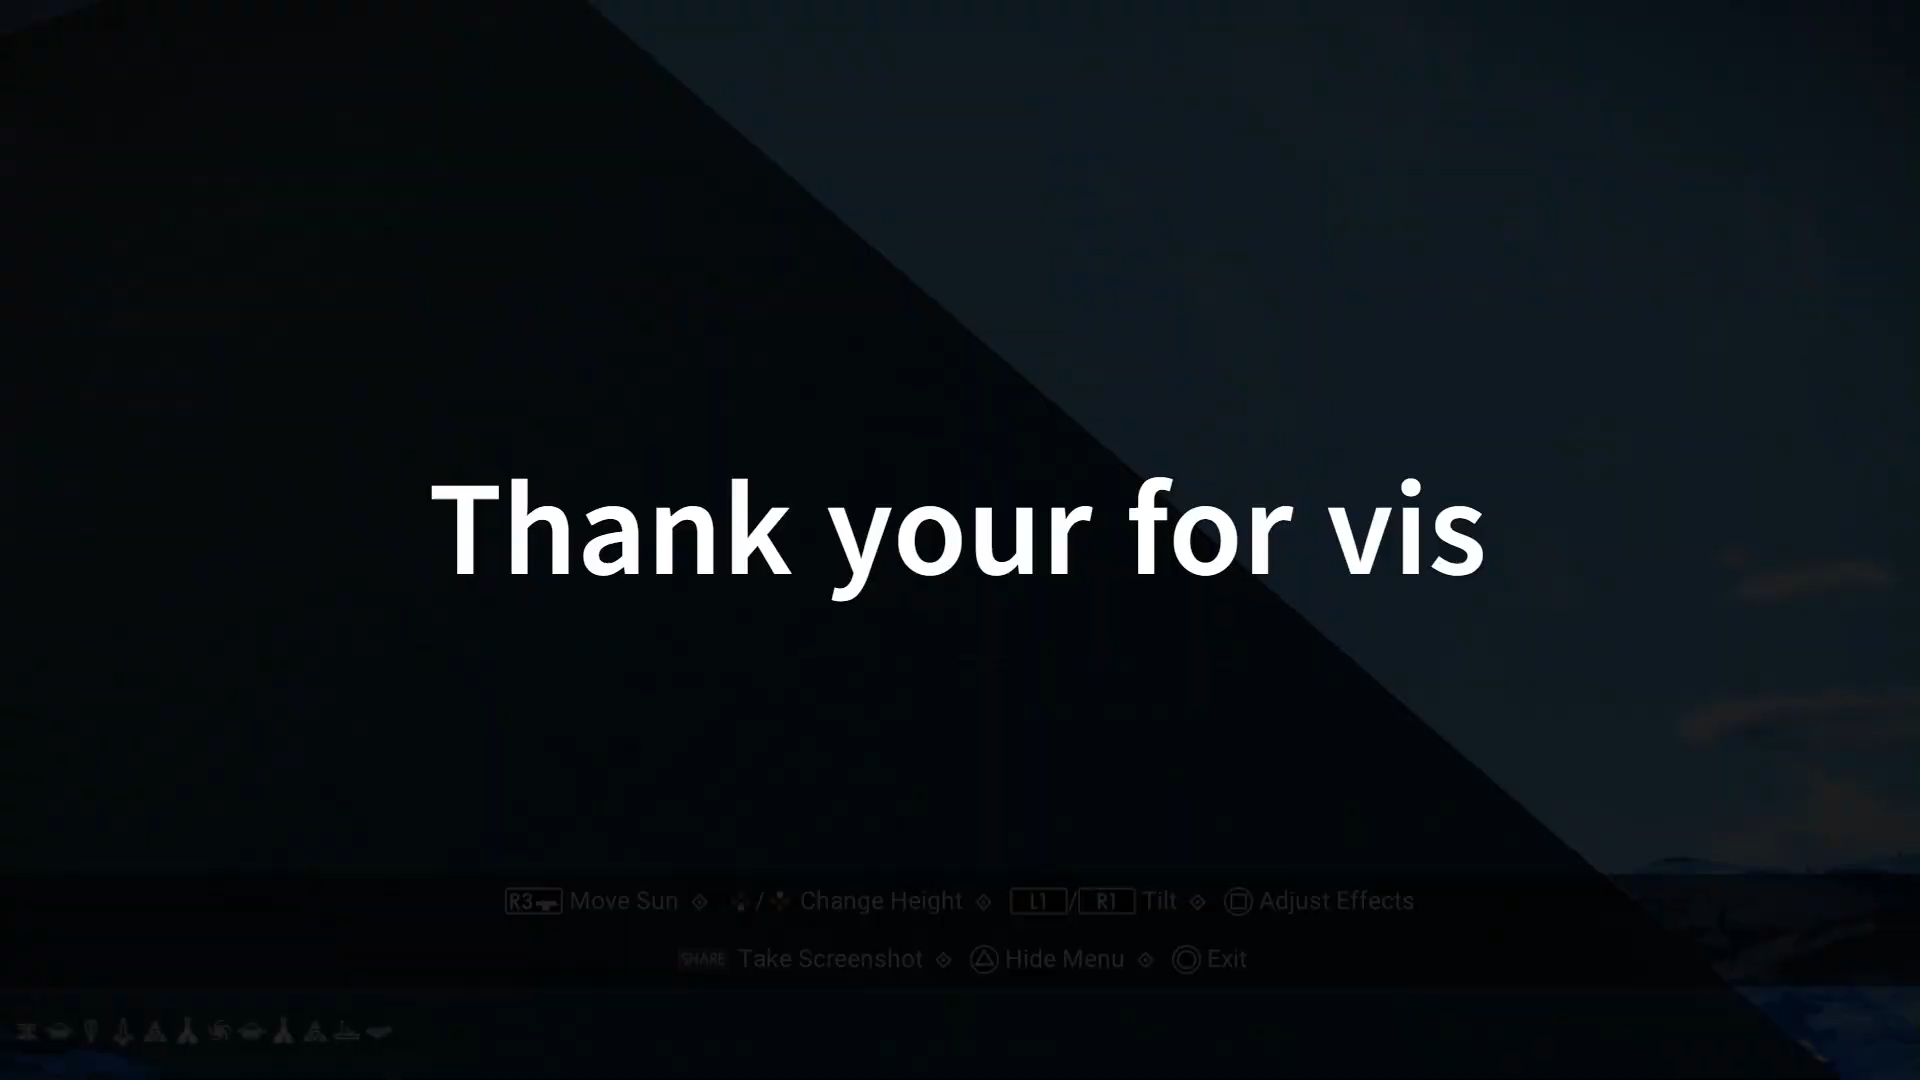 Thank your for vis
R3 Move Sun / Change Height L1/R1 Tilt Adjust Effects
SHARE Take Screenshot Hide Menu Exit